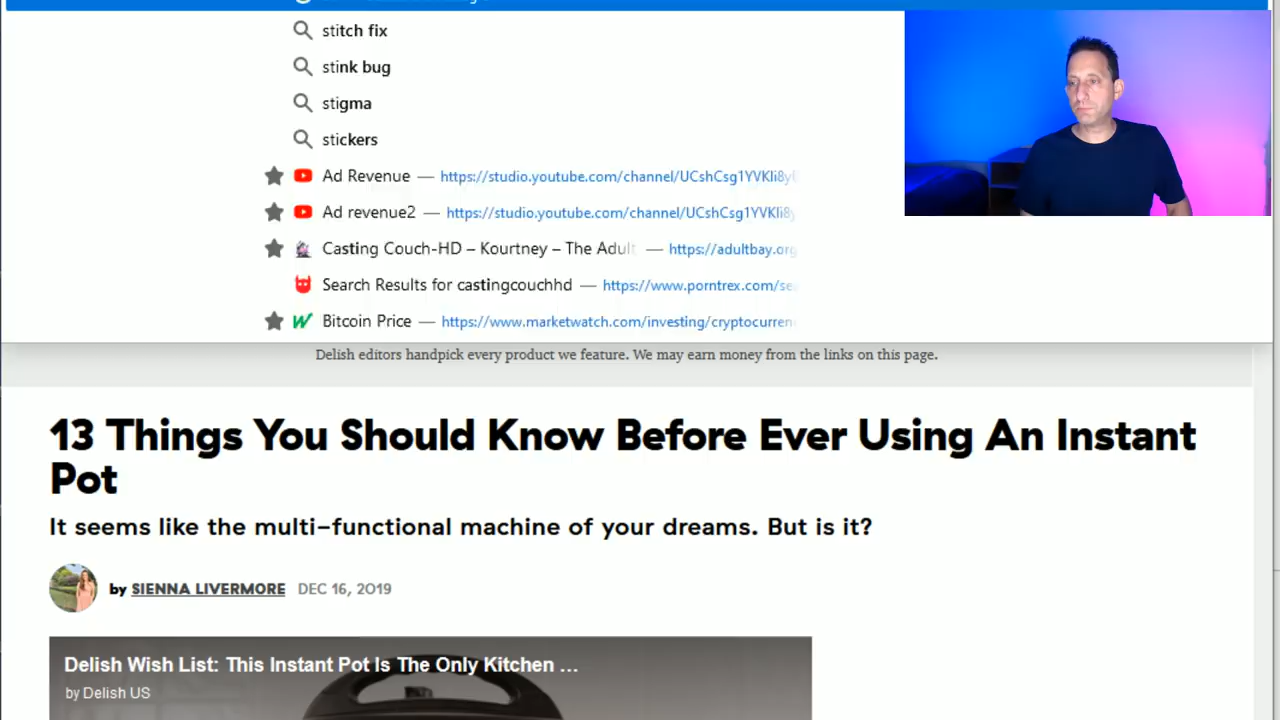 stitch fix
stink bug
stigma
stickers
Ad Revenue — https://studio.youtube.com/channel/UCshCsg1YVKli8y
Ad revenue2 — https://studio.youtube.com/channel/UCshCsg1YVKli8y
Casting Couch-HD – Kourtney – The Adult — https://adultbay.org
Search Results for castingcouchhd — https://www.porntrex.com/sea
Bitcoin Price — https://www.marketwatch.com/investing/cryptocurren
Delish editors handpick every product we feature. We may earn money from the links on this page.
13 Things You Should Know Before Ever Using An Instant
Pot
It seems like the multi-functional machine of your dreams. But is it?
by SIENNA LIVERMORE DEC 16, 2019
Delish Wish List: This Instant Pot Is The Only Kitchen ...
by Delish US